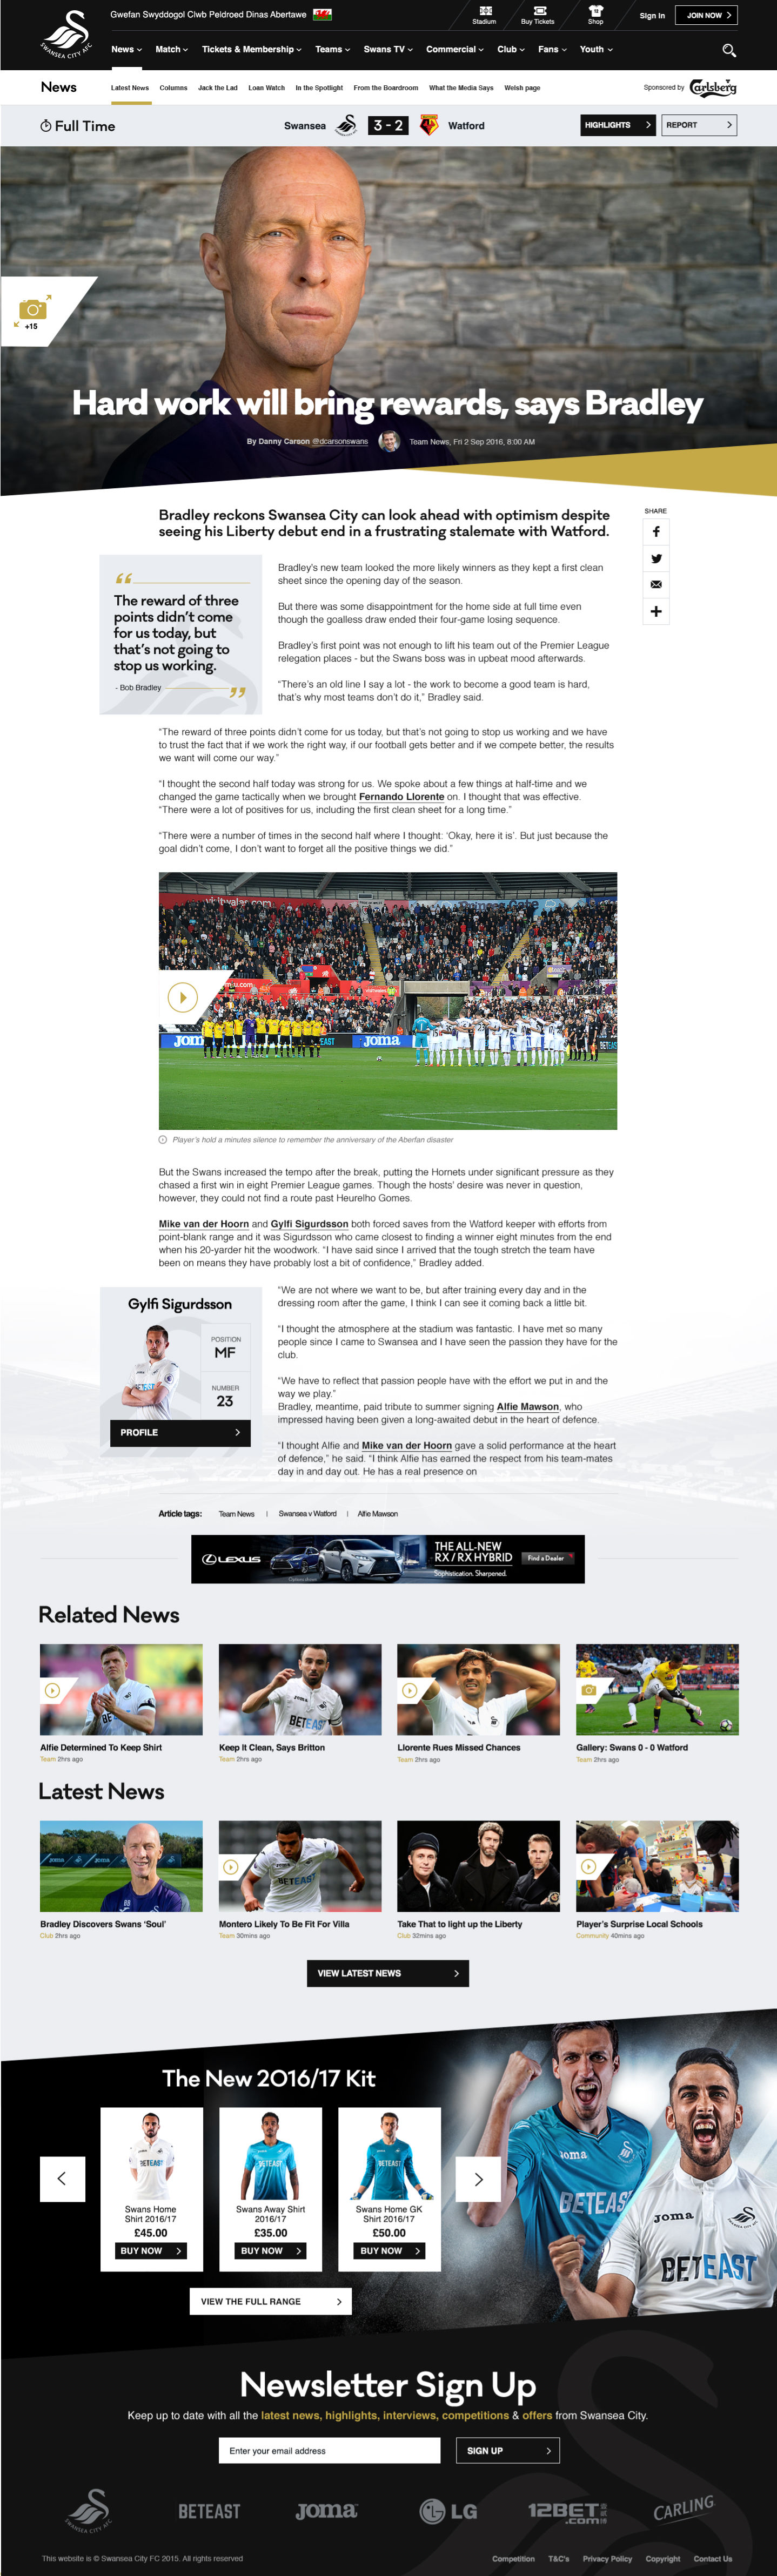 Gwefan Swyddogol Clwb Peldroed Dinas Abertawe
Stadium
Buy Tickets
Shop
Sign In
JOIN NOW
SWANSEA CITY AFC
News
Match
Tickets & Membership
Teams
Swans TV
Commercial
Club
Fans
Youth
News
Latest News
Columns
Jack the Lad
Loan Watch
In the Spotlight
From the Boardroom
What the Media Says
Welsh page
Sponsored by
Carlsberg
Full Time
Swansea
3 - 2
Watford
HIGHLIGHTS
REPORT
+15
Hard work will bring rewards, says Bradley
By Danny Carson @dcarsonswans
Team News, Fri 2 Sep 2016, 8:00 AM
Bradley reckons Swansea City can look ahead with optimism despite
seeing his Liberty debut end in a frustrating stalemate with Watford.
SHARE
“
The reward of three
points didn’t come
for us today, but
that’s not going to
stop us working.
- Bob Bradley
”
Bradley's new team looked the more likely winners as they kept a first clean
sheet since the opening day of the season.
But there was some disappointment for the home side at full time even
though the goalless draw ended their four-game losing sequence.
Bradley’s first point was not enough to lift his team out of the Premier League
relegation places - but the Swans boss was in upbeat mood afterwards.
“There’s an old line I say a lot - the work to become a good team is hard,
that’s why most teams don’t do it,” Bradley said.
“The reward of three points didn’t come for us today, but that’s not going to stop us working and we have
to trust the fact that if we work the right way, if our football gets better and if we compete better, the results
we want will come our way.”
“I thought the second half today was strong for us. We spoke about a few things at half-time and we
changed the game tactically when we brought Fernando Llorente on. I thought that was effective.
“There were a lot of positives for us, including the first clean sheet for a long time.”
“There were a number of times in the second half where I thought: ‘Okay, here it is’. But just because the
goal didn’t come, I don’t want to forget all the positive things we did.”
visitwales.com
Joma
EAST
Joma
BETEAS
Player’s hold a minutes silence to remember the anniversary of the Aberfan disaster
But the Swans increased the tempo after the break, putting the Hornets under significant pressure as they
chased a first win in eight Premier League games. Though the hosts’ desire was never in question,
however, they could not find a route past Heurelho Gomes.
Mike van der Hoorn and Gylfi Sigurdsson both forced saves from the Watford keeper with efforts from
point-blank range and it was Sigurdsson who came closest to finding a winner eight minutes from the end
when his 20-yarder hit the woodwork. “I have said since I arrived that the tough stretch the team have
been on means they have probably lost a bit of confidence,” Bradley added.
Gylfi Sigurdsson
POSITION
MF
NUMBER
23
PROFILE
“We are not where we want to be, but after training every day and in the
dressing room after the game, I think I can see it coming back a little bit.
“I thought the atmosphere at the stadium was fantastic. I have met so many
people since I came to Swansea and I have seen the passion they have for the
club.
“We have to reflect that passion people have with the effort we put in and the
way we play.”
Bradley, meantime, paid tribute to summer signing Alfie Mawson, who
impressed having been given a long-awaited debut in the heart of defence.
“I thought Alfie and Mike van der Hoorn gave a solid performance at the heart
of defence,” he said. “I think Alfie has earned the respect from his team-mates
day in and day out. He has a real presence on
Article tags:
Team News
|
Swansea v Watford
|
Alfie Mawson
LEXUS
THE ALL-NEW
RX / RX HYBRID
Sophistication. Sharpened.
Find a Dealer
Related News
Alfie Determined To Keep Shirt
Team 2hrs ago
Keep It Clean, Says Britton
Team 2hrs ago
Llorente Rues Missed Chances
Team 2hrs ago
Gallery: Swans 0 - 0 Watford
Team 2hrs ago
Latest News
Bradley Discovers Swans ‘Soul’
Club 2hrs ago
Montero Likely To Be Fit For Villa
Team 30mins ago
Take That to light up the Liberty
Club 32mins ago
Player’s Surprise Local Schools
Community 40mins ago
VIEW LATEST NEWS
The New 2016/17 Kit
Swans Home
Shirt 2016/17
£45.00
BUY NOW
Swans Away Shirt
2016/17
£35.00
BUY NOW
Swans Home GK
Shirt 2016/17
£50.00
BUY NOW
VIEW THE FULL RANGE
Joma
BETEAST
Joma
BETEAST
Newsletter Sign Up
Keep up to date with all the latest news, highlights, interviews, competitions & offers from Swansea City.
Enter your email address
SIGN UP
SWANSEA CITY AFC
BETEAST
Joma
LG
12BET
.COM
CARLING
This website is © Swansea City FC 2015. All rights reserved
Competition
T&C's
Privacy Policy
Copyright
Contact Us